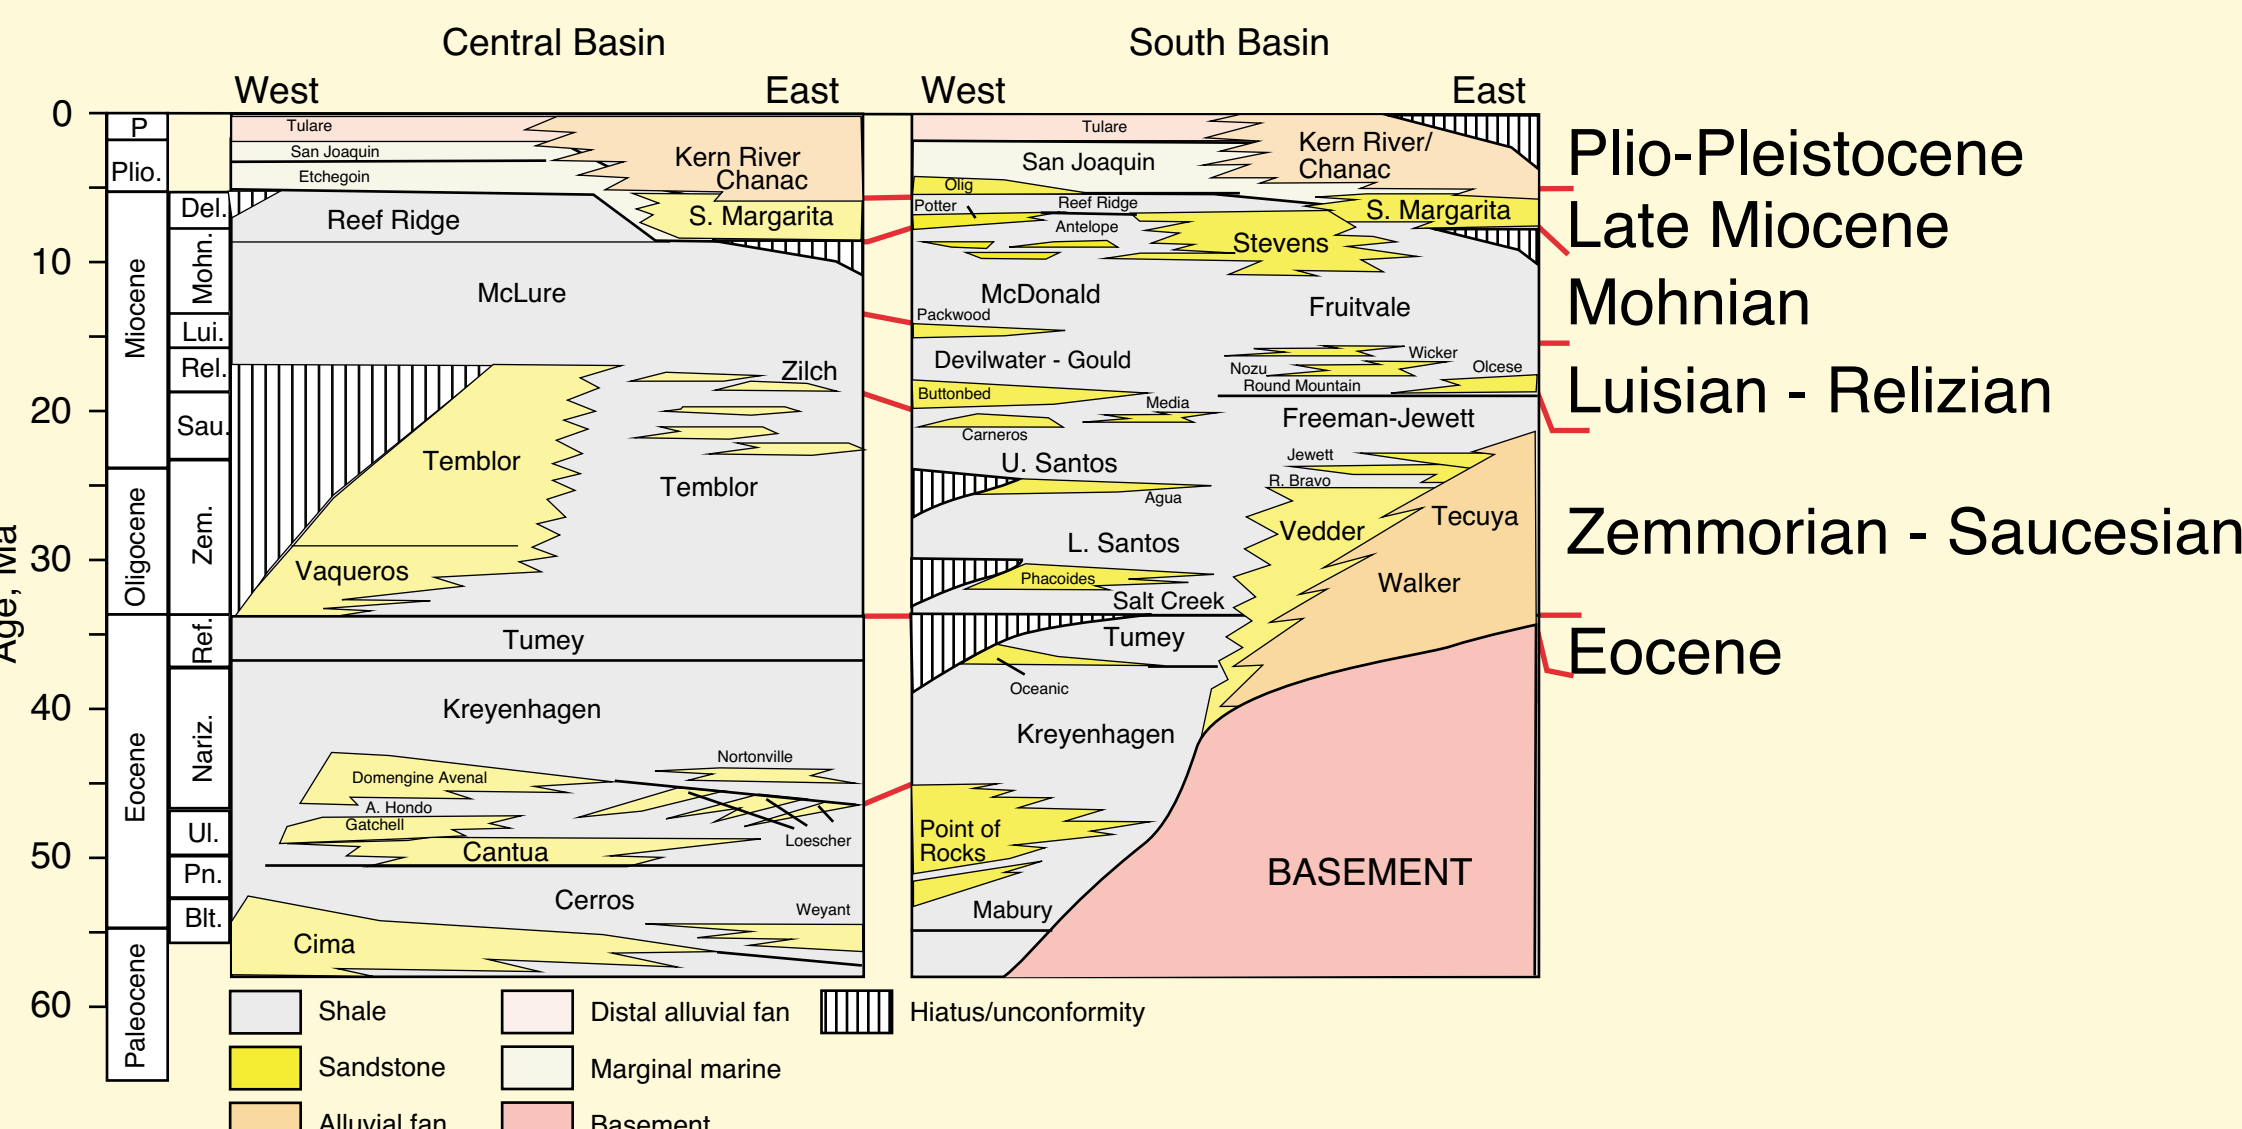 Central Basin
South Basin
West
East
West
East
Age, Ma
0
10
20
30
40
50
60
P
Plio.
Miocene
Oligocene
Eocene
Paleocene
Del.
Mohn.
Lui.
Rel.
Sau.
Zem.
Ref.
Nariz.
Ul.
Pn.
Blt.
Tulare
San Joaquin
Etchegoin
Kern River
Chanac
Reef Ridge
S. Margarita
McLure
Zilch
Temblor
Temblor
Vaqueros
Tumey
Kreyenhagen
Nortonville
Domengine Avenal
A. Hondo
Gatchell
Loescher
Cantua
Cerros
Weyant
Cima
Tulare
Kern River/
Chanac
San Joaquin
Olig
Potter
Reef Ridge
S. Margarita
Antelope
Stevens
McDonald
Fruitvale
Packwood
Devilwater - Gould
Wicker
Nozu
Olcese
Round Mountain
Buttonbed
Media
Freeman-Jewett
Carneros
U. Santos
Jewett
R. Bravo
Agua
Tecuya
Vedder
L. Santos
Phacoides
Walker
Salt Creek
Tumey
Oceanic
Kreyenhagen
Point of
Rocks
BASEMENT
Mabury
Plio-Pleistocene
Late Miocene
Mohnian
Luisian - Relizian
Zemmorian - Saucesian
Eocene
Shale
Distal alluvial fan
Hiatus/unconformity
Sandstone
Marginal marine
Alluvial fan
Basement